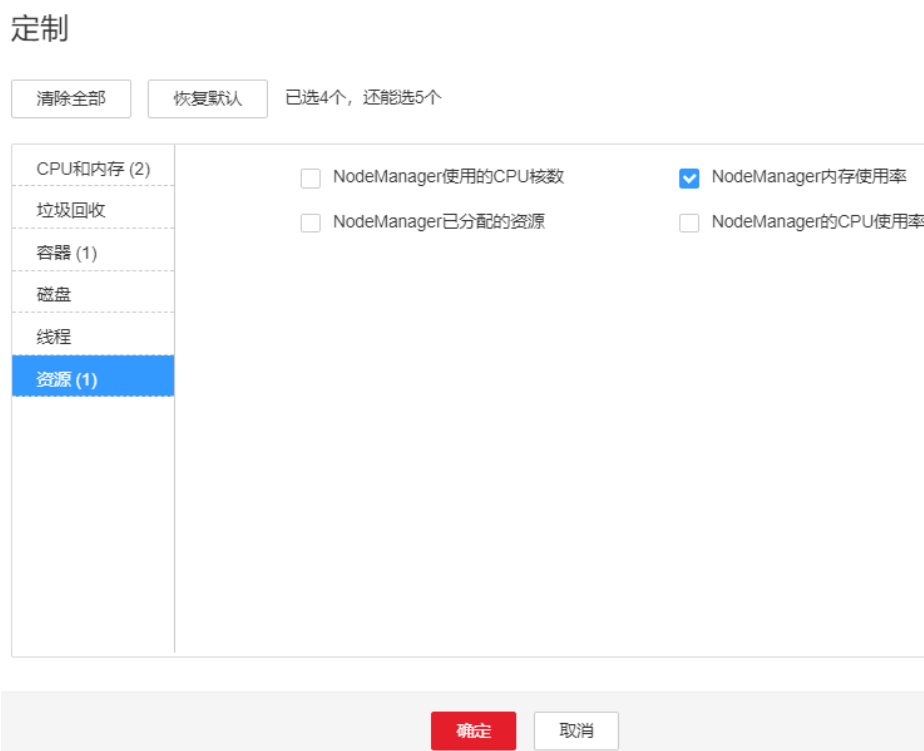 定制
清除全部 恢复默认 已选4个，还能选5个
CPU和内存 (2)
垃圾回收
容器 (1)
磁盘
线程
资源 (1)
NodeManager使用的CPU核数 NodeManager内存使用率
NodeManager已分配的资源 NodeManager的CPU使用率
确定 取消